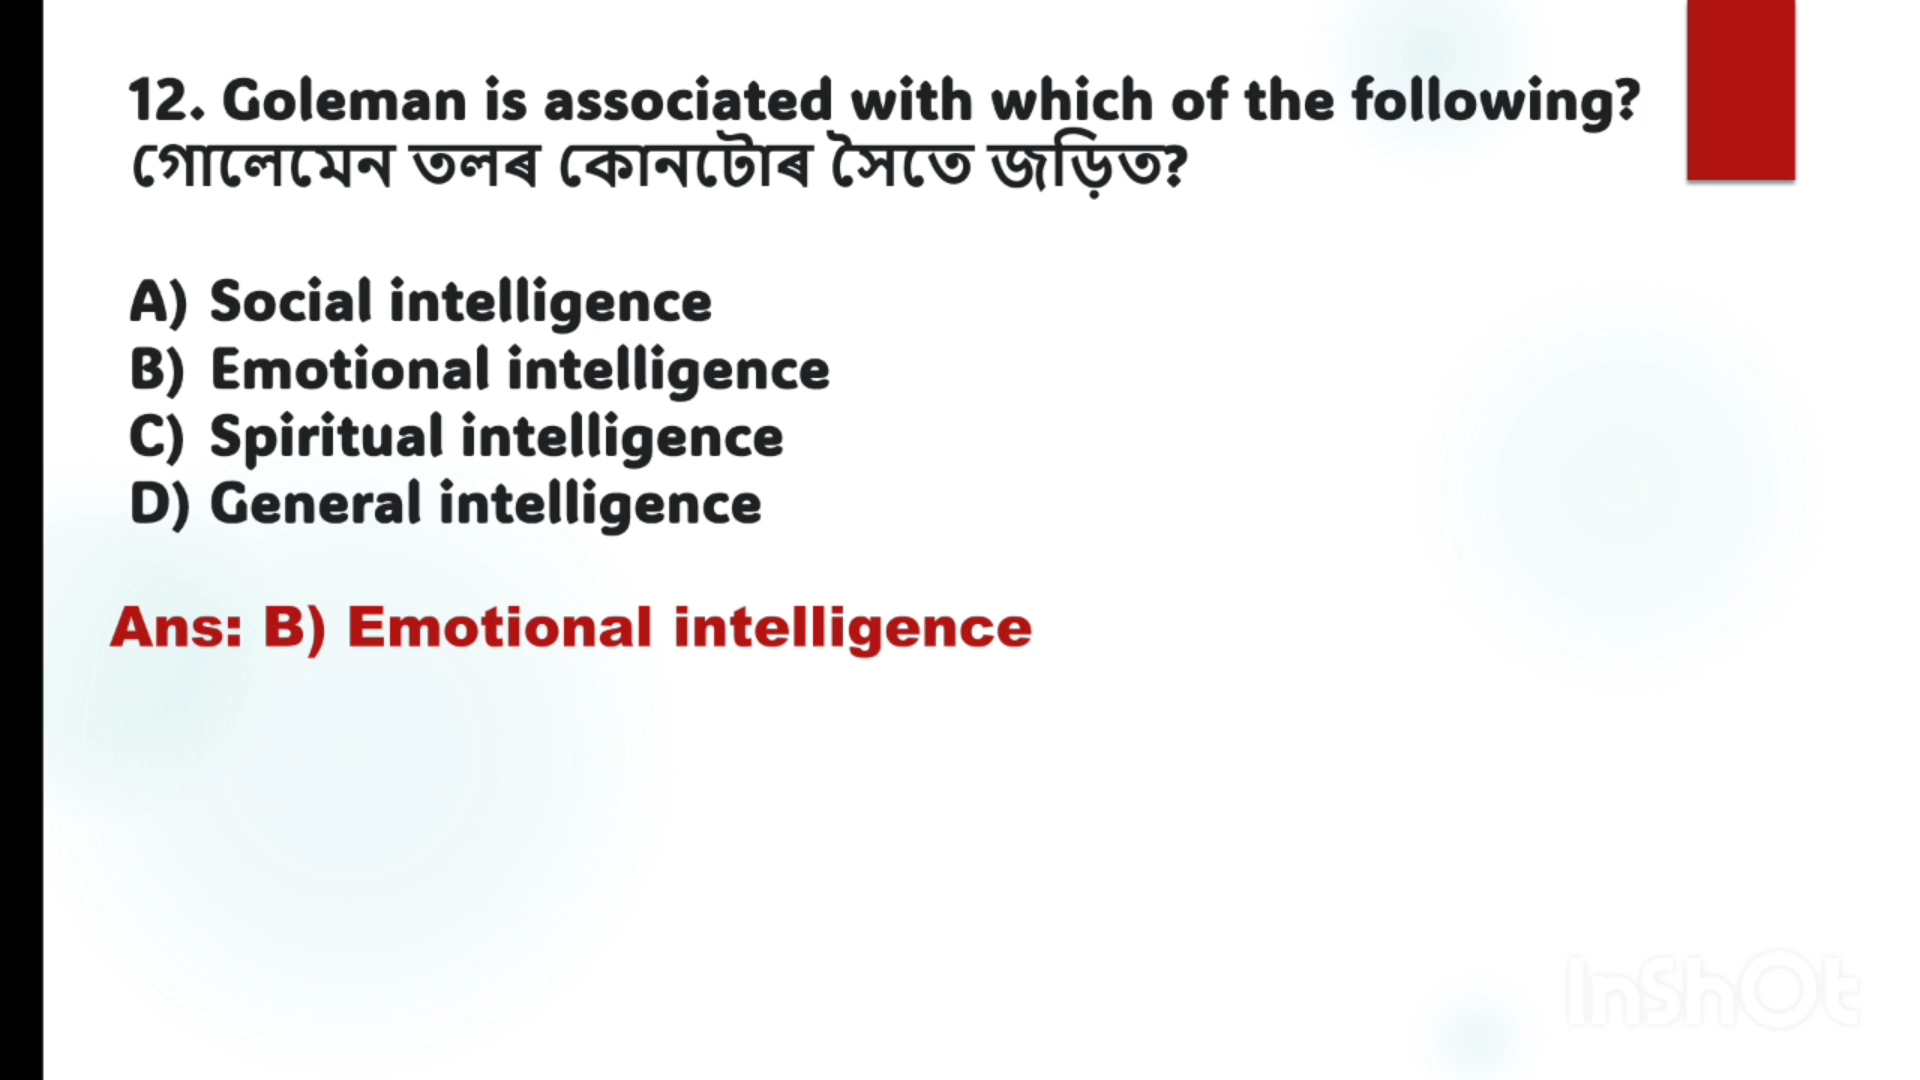 12. Goleman is associated with which of the following?
গোলেমেন তলৰ কোনটোৰ সৈতে জড়িত?
A) Social intelligence
B) Emotional intelligence
C) Spiritual intelligence
D) General intelligence
Ans: B) Emotional intelligence
InShOt